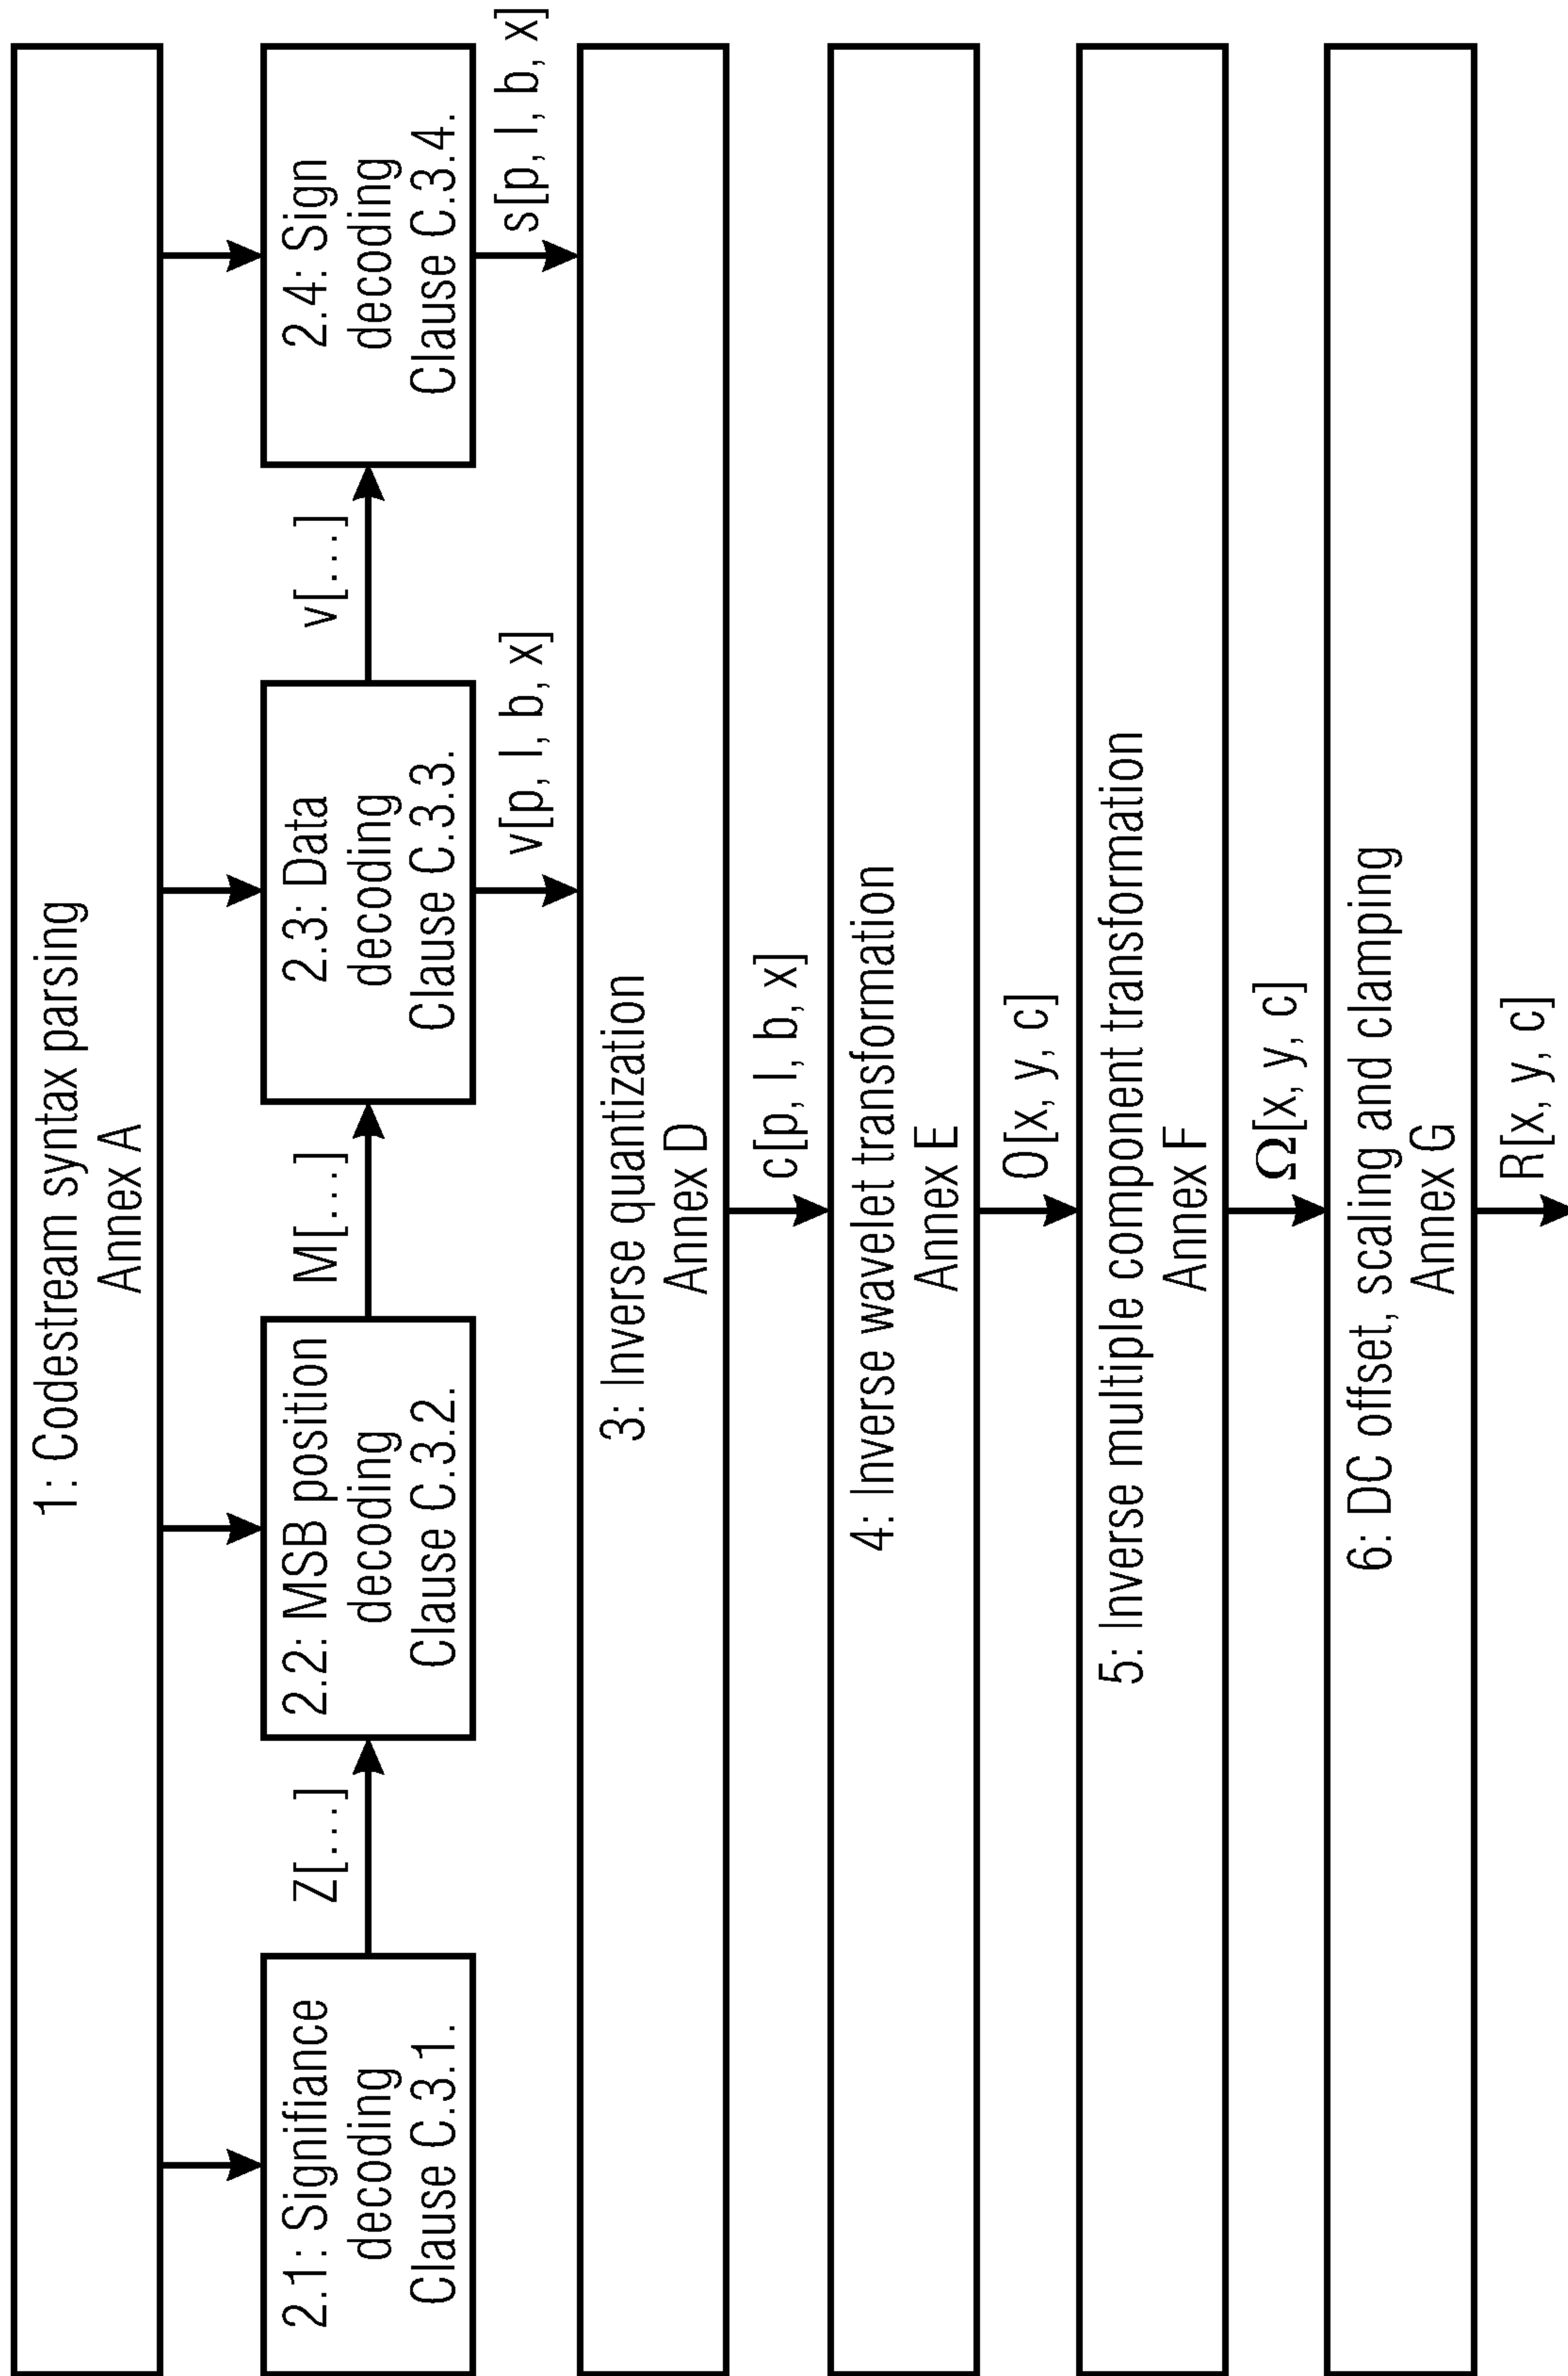 1: Codestream syntax parsing
Annex A
2.1: Signifiance
decoding
Clause C.3.1.
Z[...]
2.2: MSB position
decoding
Clause C.3.2.
M[...]
2.3: Data
decoding
Clause C.3.3.
v[...]
2.4: Sign
decoding
Clause C.3.4.
v[p, l, b, x]
s[p, l, b, x]
3: Inverse quantization
Annex D
c[p, l, b, x]
4: Inverse wavelet transformation
Annex E
O[x, y, c]
5: Inverse multiple component transformation
Annex F
Ω[x, y, c]
6: DC offset, scaling and clamping
Annex G
R[x, y, c]